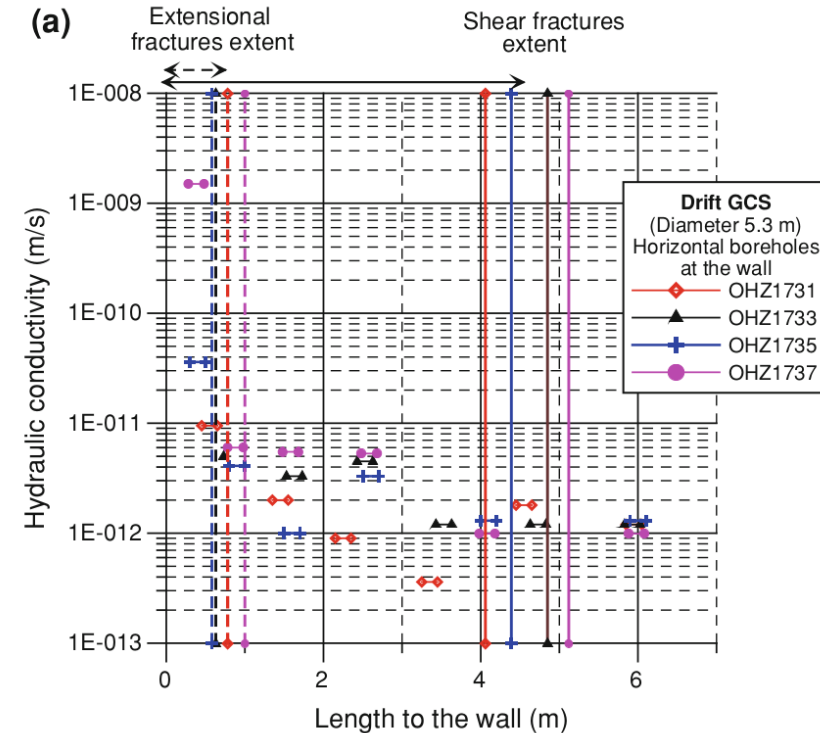 (a)
Extensional
fractures extent
Shear fractures
extent
1E-008
1E-009
1E-010
1E-011
1E-012
1E-013
Hydraulic conductivity (m/s)
0
2
4
6
Length to the wall (m)
Drift GCS
(Diameter 5.3 m)
Horizontal boreholes
at the wall
OHZ1731
OHZ1733
OHZ1735
OHZ1737